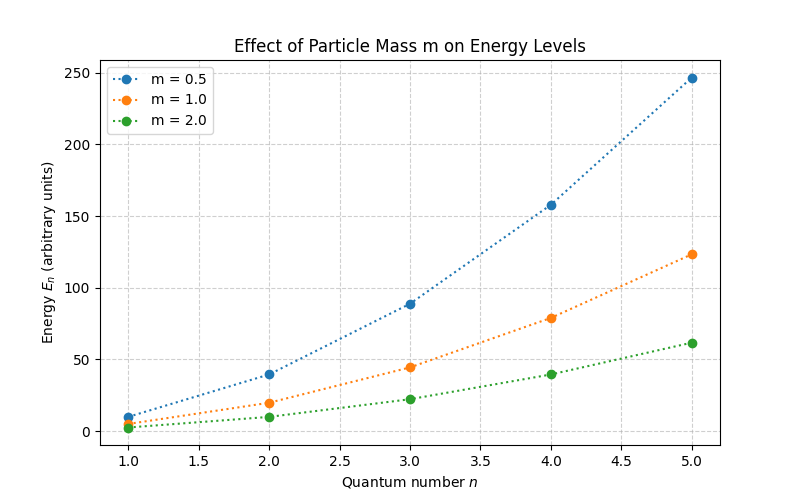 Effect of Particle Mass m on Energy Levels
m = 0.5
m = 1.0
m = 2.0
Energy Eₙ (arbitrary units)
250
200
150
100
50
0
1.0 1.5 2.0 2.5 3.0 3.5 4.0 4.5 5.0
Quantum number n